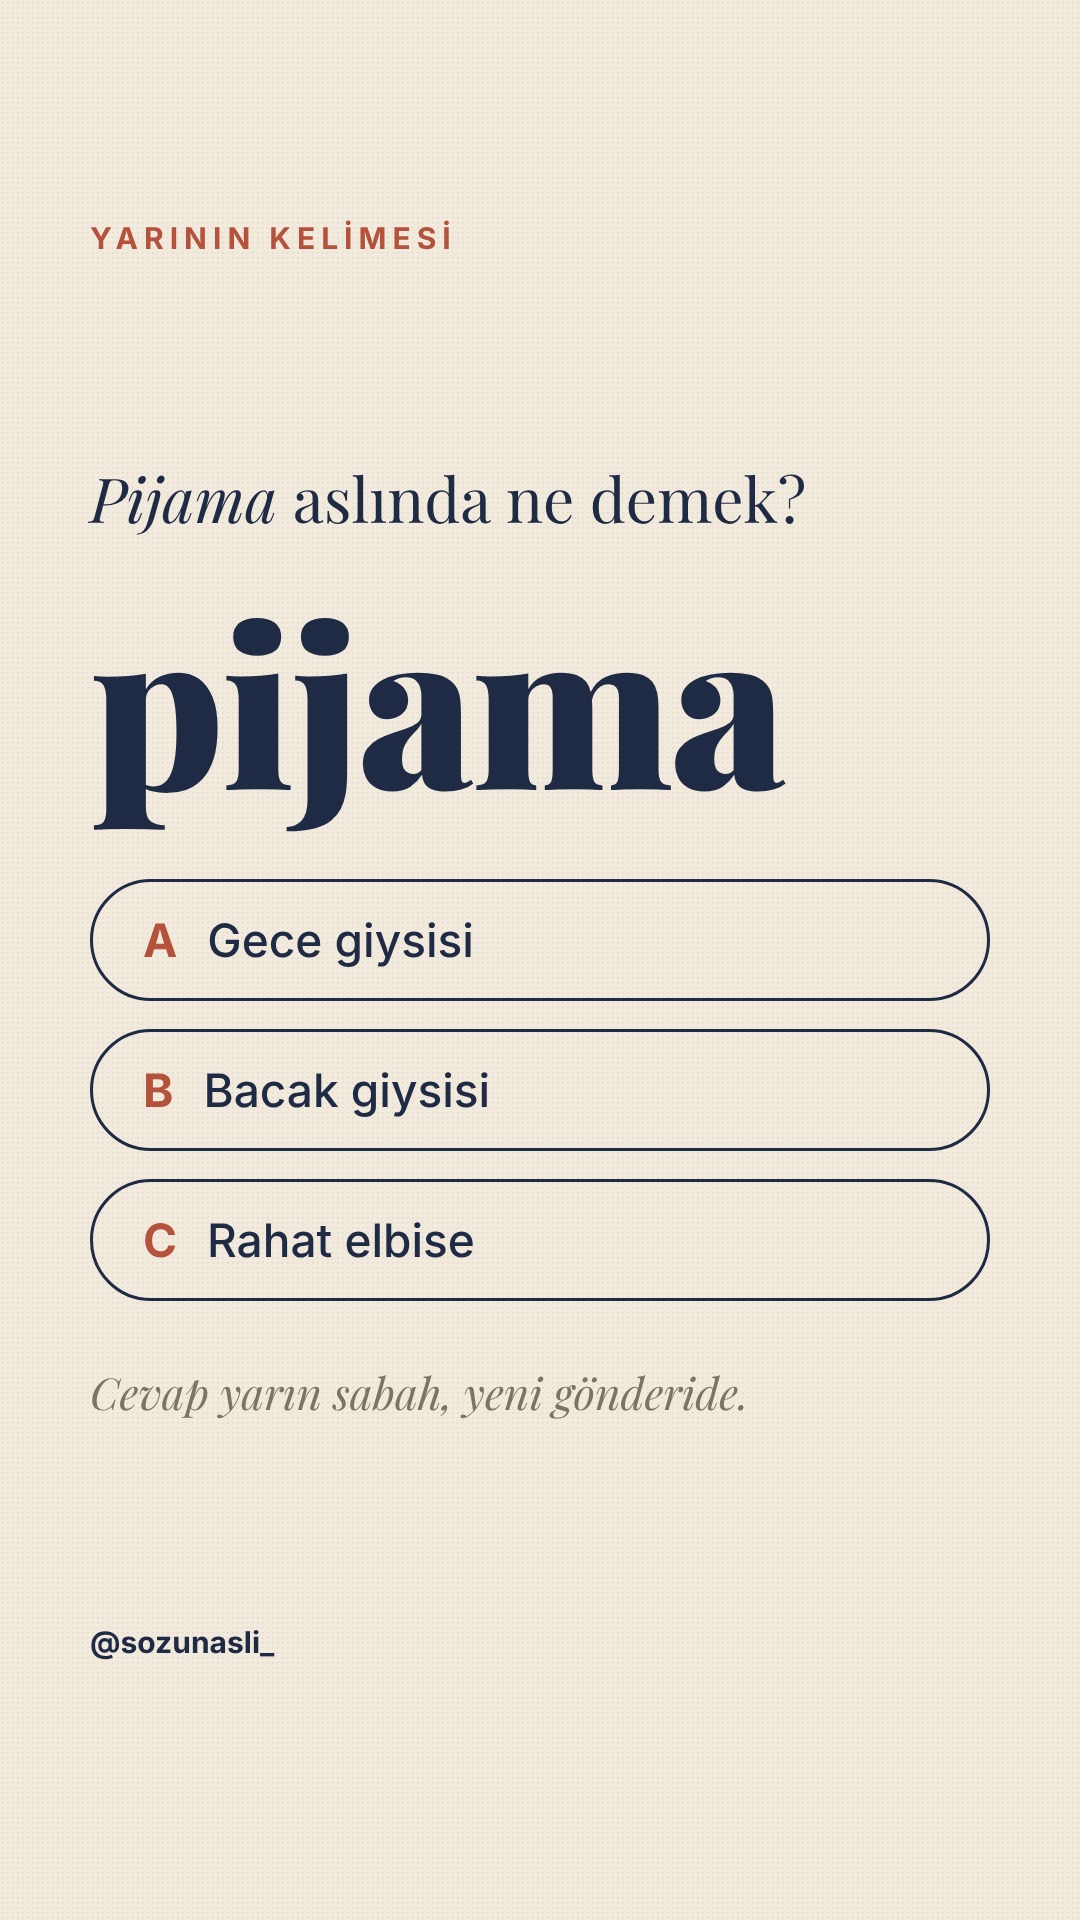 YARININ KELİMESİ
Pijama aslında ne demek?
pijama
A Gece giysisi
B Bacak giysisi
C Rahat elbise
Cevap yarın sabah, yeni gönderide.
@sozunasli_